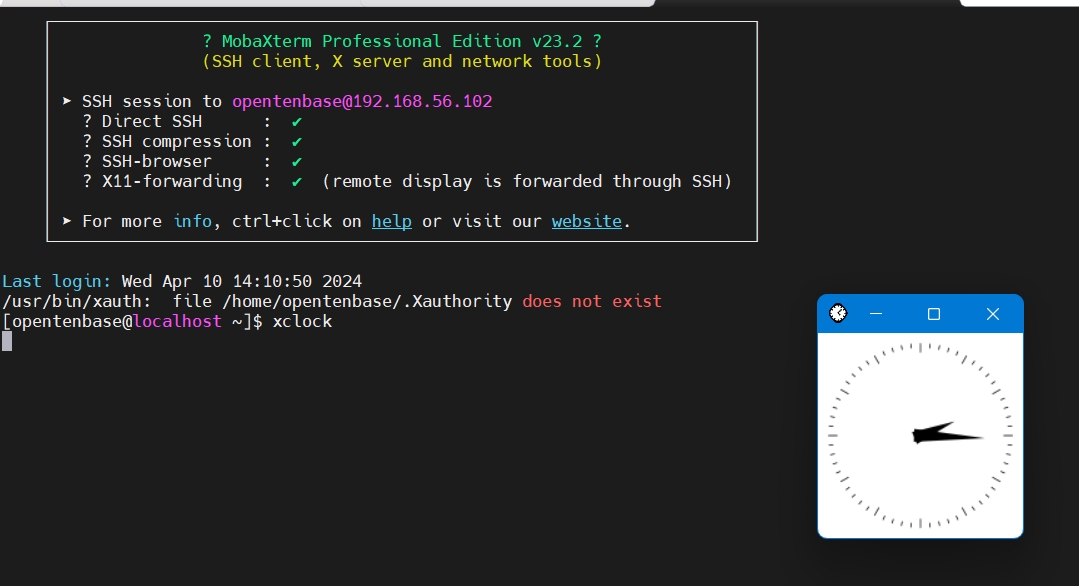 ? MobaXterm Professional Edition v23.2 ?
(SSH client, X server and network tools)
➤ SSH session to opentenbase@192.168.56.102
? Direct SSH : ✔
? SSH compression : ✔
? SSH-browser : ✔
? X11-forwarding : ✔ (remote display is forwarded through SSH)
➤ For more info, ctrl+click on help or visit our website.
Last login: Wed Apr 10 14:10:50 2024
/usr/bin/xauth: file /home/opentenbase/.Xauthority does not exist
[opentenbase@localhost ~]$ xclock